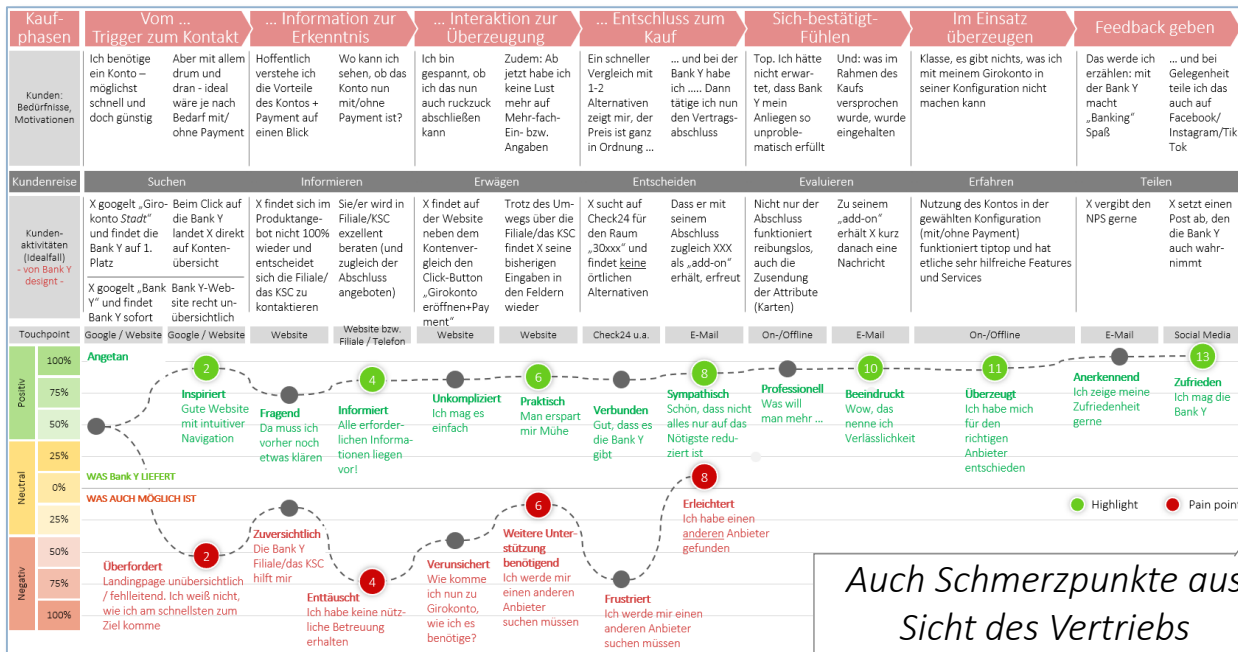 Kauf-
phasen
Vom ...
Trigger zum Kontakt
... Information zur
Erkenntnis
... Interaktion zur
Überzeugung
... Entschluss zum
Kauf
Sich-bestätigt-
Fühlen
Im Einsatz
überzeugen
Feedback geben
Kunden:
Bedürfnisse,
Motivationen
Ich benötige
ein Konto –
möglichst
schnell und
doch günstig
Aber mit allem
drum und
dran - ideal
wäre je nach
Bedarf mit/
ohne Payment
Hoffentlich
verstehe ich
die Vorteile
des Kontos +
Payment auf
einen Blick
Wo kann ich
sehen, ob das
Konto nun
mit/ohne
Payment ist?
Ich bin
gespannt, ob
ich das nun
auch ruckzuck
abschließen
kann
Zudem: Ab
jetzt habe ich
keine Lust
mehr auf
Mehr-fach-
Ein- bzw.
Angaben
Ein schneller
Vergleich mit
1-2
Alternativen
zeigt mir, der
Preis ist ganz
in Ordnung ...
... und bei der
Bank Y habe
ich ..... Dann
tätige ich nun
den Vertrags-
abschluss
Top. Ich hätte
nicht erwar-
tet, dass Bank
Y mein
Anliegen so
unproble-
matisch erfüllt
Und: was im
Rahmen des
Kaufs
versprochen
wurde, wurde
eingehalten
Klasse, es gibt nichts, was ich
mit meinem Girokonto in
seiner Konfiguration nicht
machen kann
Das werde ich
erzählen: mit
der Bank Y
macht
„Banking"
Spaß
... und bei
Gelegenheit
teile ich das
auch auf
Facebook/
Instagram/Tik
Tok
Kundenreise
Suchen
Informieren
Erwägen
Entscheiden
Evaluieren
Erfahren
Teilen
Kunden-
aktivitäten
(Idealfall)
- von Bank Y
designt -
X googelt „Giro-
konto Stadt"
und findet die
Bank Y auf 1.
Platz
Beim Click auf
die Bank Y
landet X direkt
auf Konten-
übersicht
X googelt „Bank
Y" und findet
Bank Y sofort
Bank Y-Web-
site recht un-
übersichtlich
X findet sich im
Produktange-
bot nicht 100%
wieder und
entscheidet
sich die Filiale/
das KSC zu
kontaktieren
Sie/er wird in
Filiale/KSC
exzellent
beraten (und
zugleich der
Abschluss
angeboten)
X findet auf
der Website
neben dem
Kontenver-
gleich den
Click-Button
„Girokonto
eröffnen+Pay
ment"
Trotz des Um-
wegs über die
Filiale/das KSC
findet X seine
bisherigen
Eingaben in
den Feldern
wieder
X sucht auf
Check24 für
den Raum
„30xxx" und
findet keine
örtlichen
Alternativen
Dass er mit
seinem
Abschluss
zugleich XXX
als „add-on"
erhält, erfreut
Nicht nur der
Abschluss
funktioniert
reibungslos,
auch die
Zusendung
der Attribute
(Karten)
Zu seinem
„add-on"
erhält X kurz
danach eine
Nachricht
Nutzung des Kontos in der
gewählten Konfiguration
(mit/ohne Payment)
funktioniert tiptop und hat
etliche sehr hilfreiche Features
und Services
X vergibt den
NPS gerne
X setzt einen
Post ab, den
die Bank Y
auch wahr-
nimmt
Touchpoint
Google / Website
Google / Website
Website
Website bzw.
Filiale / Telefon
Website
Website
Check24 u.a.
E-Mail
On-/Offline
E-Mail
On-/Offline
E-Mail
Social Media
Positiv
100%
75%
50%
Neutral
25%
0%
25%
Negativ
50%
75%
100%
Angetan
2
Inspiriert
Gute Website
mit intuitiver
Navigation
Fragend
Da muss ich
vorher noch
etwas klären
4
Informiert
Alle erforder-
lichen Informa-
tionen liegen
vor!
Unkompliziert
Ich mag es
einfach
6
Praktisch
Man erspart
mir Mühe
Verbunden
Gut, dass es
die Bank Y
gibt
8
Sympathisch
Schön, dass nicht
alles nur auf das
Nötigste redu-
ziert ist
Professionell
Was will
man mehr ...
10
Beeindruckt
Wow, das
nenne ich
Verlässlichkeit
11
Überzeugt
Ich habe mich
für den
richtigen
Anbieter
entschieden
Anerkennend
Ich zeige meine
Zufriedenheit
gerne
13
Zufrieden
Ich mag die
Bank Y
WAS Bank Y LIEFERT
WAS AUCH MÖGLICH IST
2
Überfordert
Landingpage unübersichtlich
/ fehlleitend. Ich weiß nicht,
wie ich am schnellsten zum
Ziel komme
Zuversichtlich
Die Bank Y
Filiale/das KSC
hilft mir
4
Enttäuscht
Ich habe keine nütz-
liche Betreuung
erhalten
Verunsichert
Wie komme
ich nun zu
Girokonto,
wie ich es
benötige?
6
Weitere Unter-
stützung
benötigend
Ich werde mir
einen anderen
Anbieter
suchen müssen
Frustriert
Ich werde mir einen
anderen Anbieter
suchen müssen
8
Erleichtert
Ich habe einen
anderen Anbieter
gefunden
Highlight
Pain point
Auch Schmerzpunkte aus
Sicht des Vertriebs